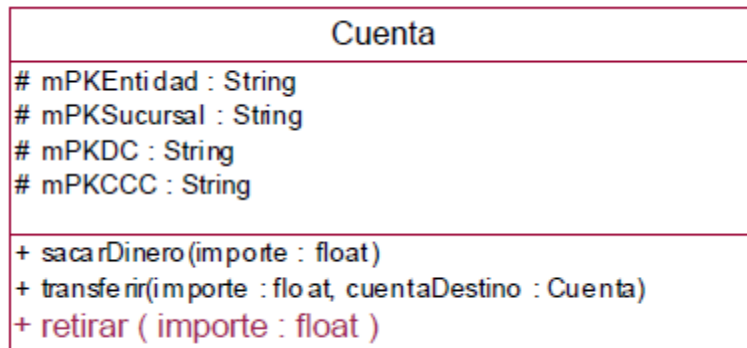 Cuenta
# mPKEntidad : String
# mPKSucursal : String
# mPKDC : String
# mPKCCC : String
+ sacarDinero(importe : float)
+ transferir(importe : float, cuentaDestino : Cuenta)
+ retirar ( importe : float )